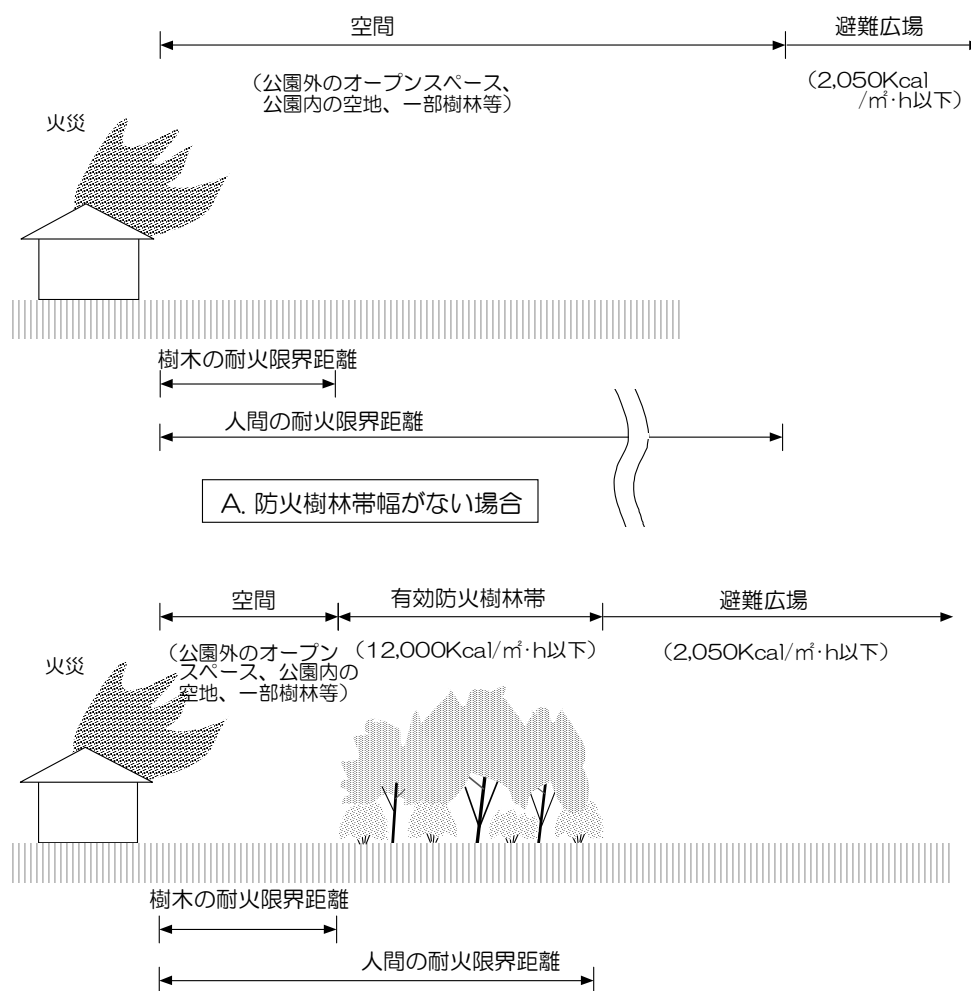 空間
避難広場
（公園外のオープンスペース、
公園内の空地、一部樹林等）
（2,050Kcal
/㎡･h以下）
火災
樹木の耐火限界距離
人間の耐火限界距離
A. 防火樹林帯幅がない場合
空間
有効防火樹林帯
避難広場
（公園外のオープン
スペース、公園内の
空地、一部樹林等）
（12,000Kcal/㎡･h以下）
（2,050Kcal/㎡･h以下）
火災
樹木の耐火限界距離
人間の耐火限界距離